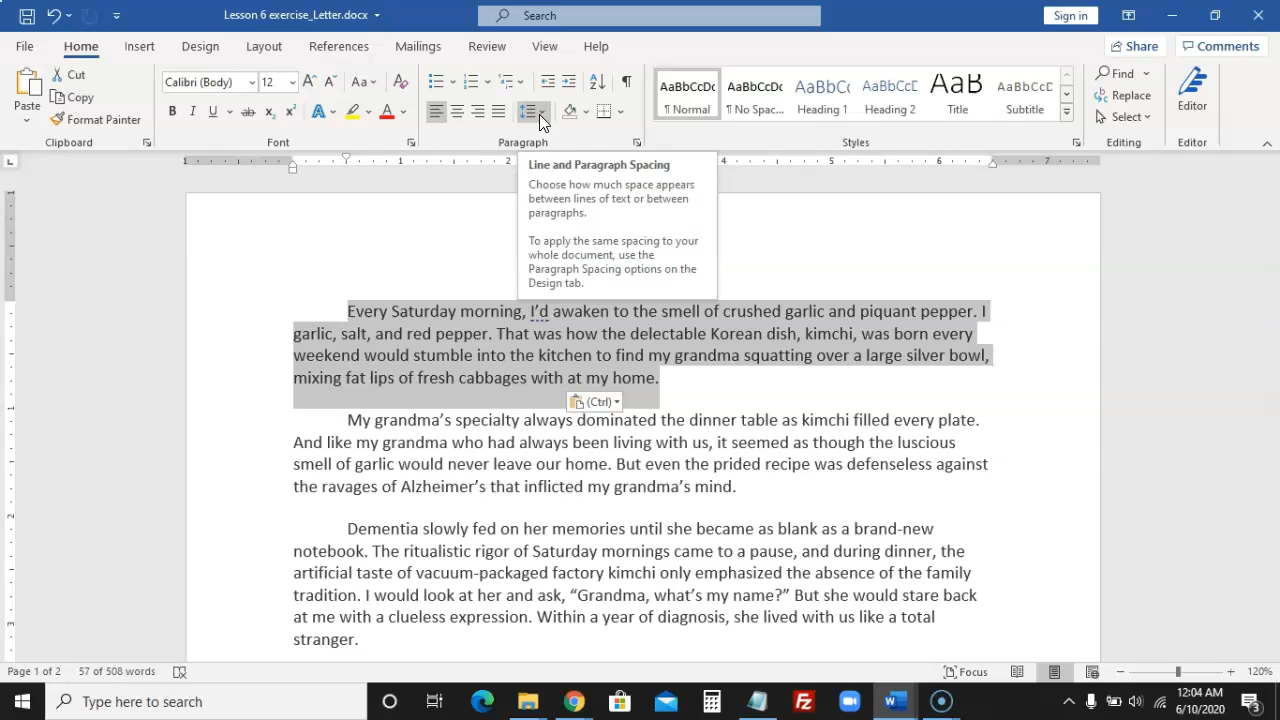 Lesson 6 exercise_Letter.docx
Search
Sign in
File Home Insert Design Layout References Mailings Review View Help
Share Comments
Paste
Cut
Copy
Format Painter
Calibri (Body) 12
Aa
B I U ab x₂ x² A A
AaBbCcDc AaBbCcDc AaBbCc AaBbCcD AaB AaBbCcD
¶ Normal ¶ No Spac... Heading 1 Heading 2 Title Subtitle
Find
Replace
Select
Editor
Clipboard Font Paragraph Styles Editing Editor
1 1 2 4 5 6 7
Line and Paragraph Spacing
Choose how much space appears
between lines of text or between
paragraphs.
To apply the same spacing to your
whole document, use the
Paragraph Spacing options on the
Design tab.
Every Saturday morning, I’d awaken to the smell of crushed garlic and piquant pepper. I
garlic, salt, and red pepper. That was how the delectable Korean dish, kimchi, was born every
weekend would stumble into the kitchen to find my grandma squatting over a large silver bowl,
mixing fat lips of fresh cabbages with at my home.
(Ctrl)
My grandma’s specialty always dominated the dinner table as kimchi filled every plate.
And like my grandma who had always been living with us, it seemed as though the luscious
smell of garlic would never leave our home. But even the prided recipe was defenseless against
the ravages of Alzheimer’s that inflicted my grandma’s mind.
Dementia slowly fed on her memories until she became as blank as a brand-new
notebook. The ritualistic rigor of Saturday mornings came to a pause, and during dinner, the
artificial taste of vacuum-packaged factory kimchi only emphasized the absence of the family
tradition. I would look at her and ask, “Grandma, what’s my name?” But she would stare back
at me with a clueless expression. Within a year of diagnosis, she lived with us like a total
stranger.
Page 1 of 2 57 of 508 words
Focus
120%
Type here to search
12:04 AM
6/10/2020
3